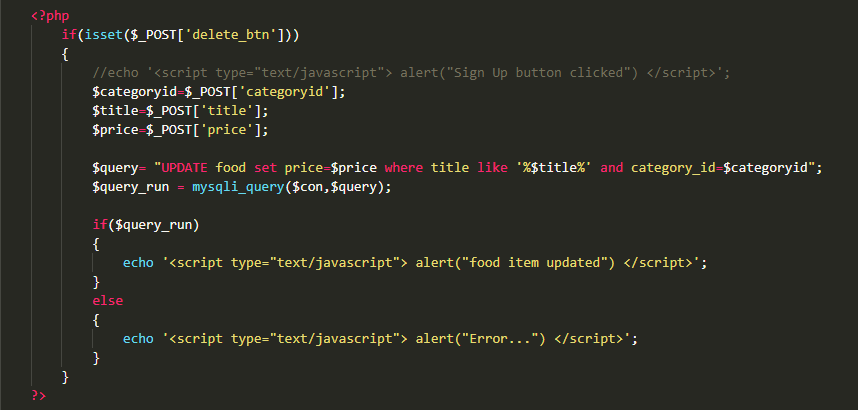 <?php
if(isset($_POST['delete_btn']))
{
//echo '<script type="text/javascript"> alert("Sign Up button clicked") </script>';
$categoryid=$_POST['categoryid'];
$title=$_POST['title'];
$price=$_POST['price'];
$query= "UPDATE food set price=$price where title like '%$title%' and category_id=$categoryid";
$query_run = mysqli_query($con,$query);
if($query_run)
{
echo '<script type="text/javascript"> alert("food item updated") </script>';
}
else
{
echo '<script type="text/javascript"> alert("Error...") </script>';
}
}
?>